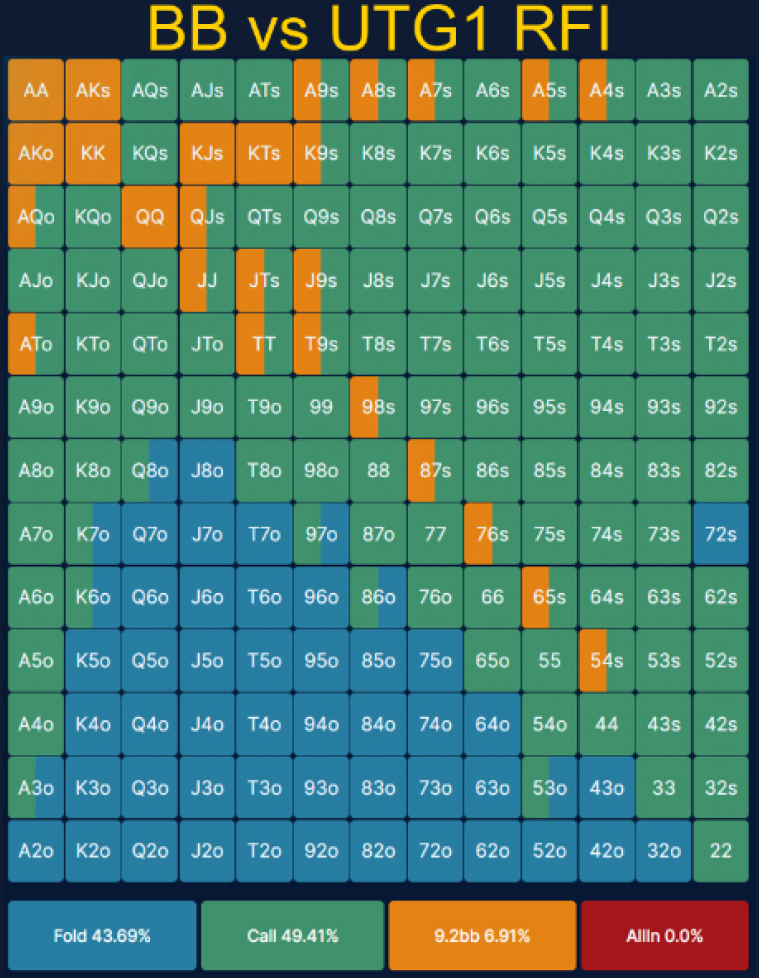 BB vs UTG1 RFI
AA AKs AQs AJs ATs A9s A8s A7s A6s A5s A4s A3s A2s
AKo KK KQs KJs KTs K9s K8s K7s K6s K5s K4s K3s K2s
AQo KQo QQ QJs QTs Q9s Q8s Q7s Q6s Q5s Q4s Q3s Q2s
AJo KJo QJo JJ JTs J9s J8s J7s J6s J5s J4s J3s J2s
ATo KTo QTo JTo TT T9s T8s T7s T6s T5s T4s T3s T2s
A9o K9o Q9o J9o T9o 99 98s 97s 96s 95s 94s 93s 92s
A8o K8o Q8o J8o T8o 98o 88 87s 86s 85s 84s 83s 82s
A7o K7o Q7o J7o T7o 97o 87o 77 76s 75s 74s 73s 72s
A6o K6o Q6o J6o T6o 96o 86o 76o 66 65s 64s 63s 62s
A5o K5o Q5o J5o T5o 95o 85o 75o 65o 55 54s 53s 52s
A4o K4o Q4o J4o T4o 94o 84o 74o 64o 54o 44 43s 42s
A3o K3o Q3o J3o T3o 93o 83o 73o 63o 53o 43o 33 32s
A2o K2o Q2o J2o T2o 92o 82o 72o 62o 52o 42o 32o 22
Fold 43.69% Call 49.41% 9.2bb 6.91% AllIn 0.0%